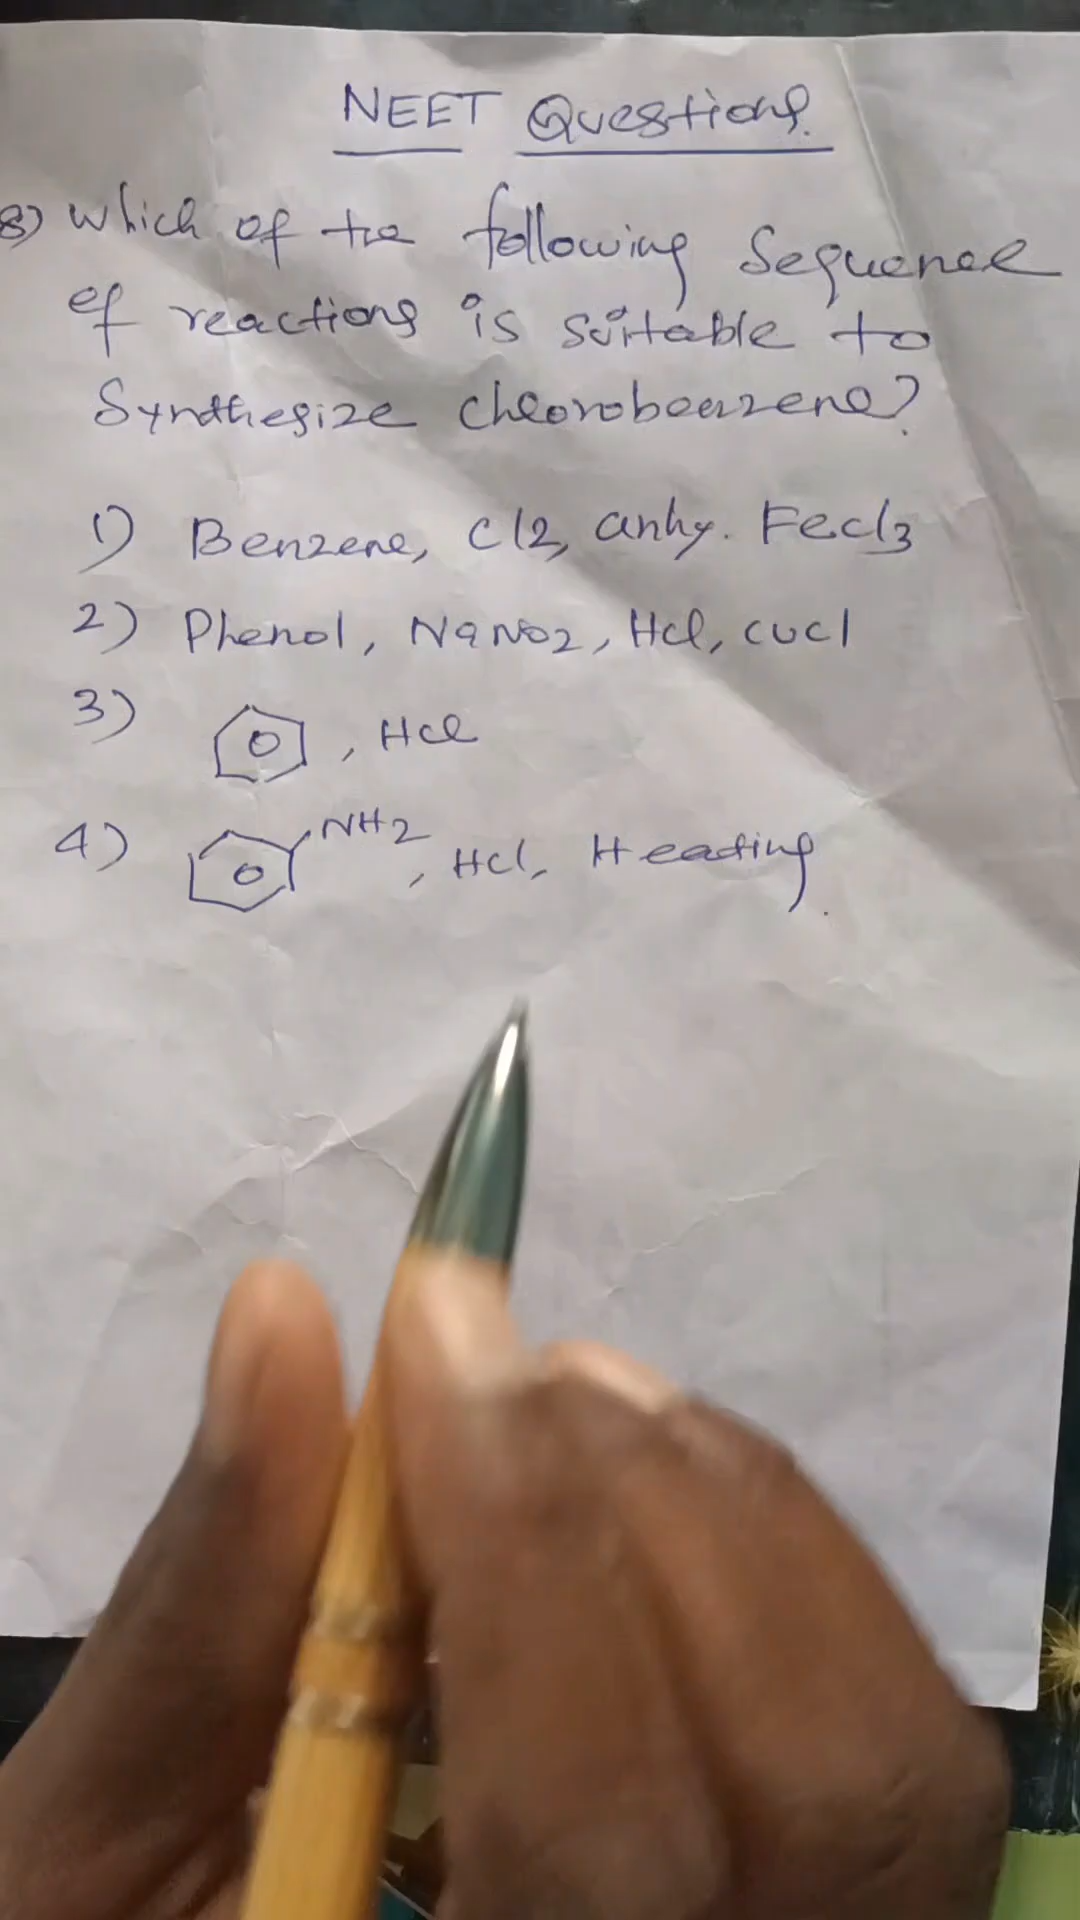 NEET Questions.
8) which of the following Sequence
of reactions is suitable to
Synthesize chlorobenzene?
1) Benzene, Cl2, anhy. FeCl3
2) Phenol, NaNO2, HCl, CuCl
3) , HCl
4) NH2, HCl, Heating.